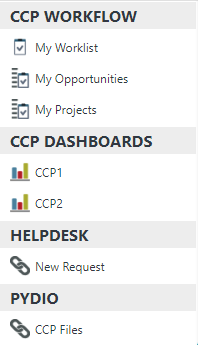 CCP WORKFLOW
My Worklist
My Opportunities
My Projects
CCP DASHBOARDS
CCP1
CCP2
HELPDESK
New Request
PYDIO
CCP Files